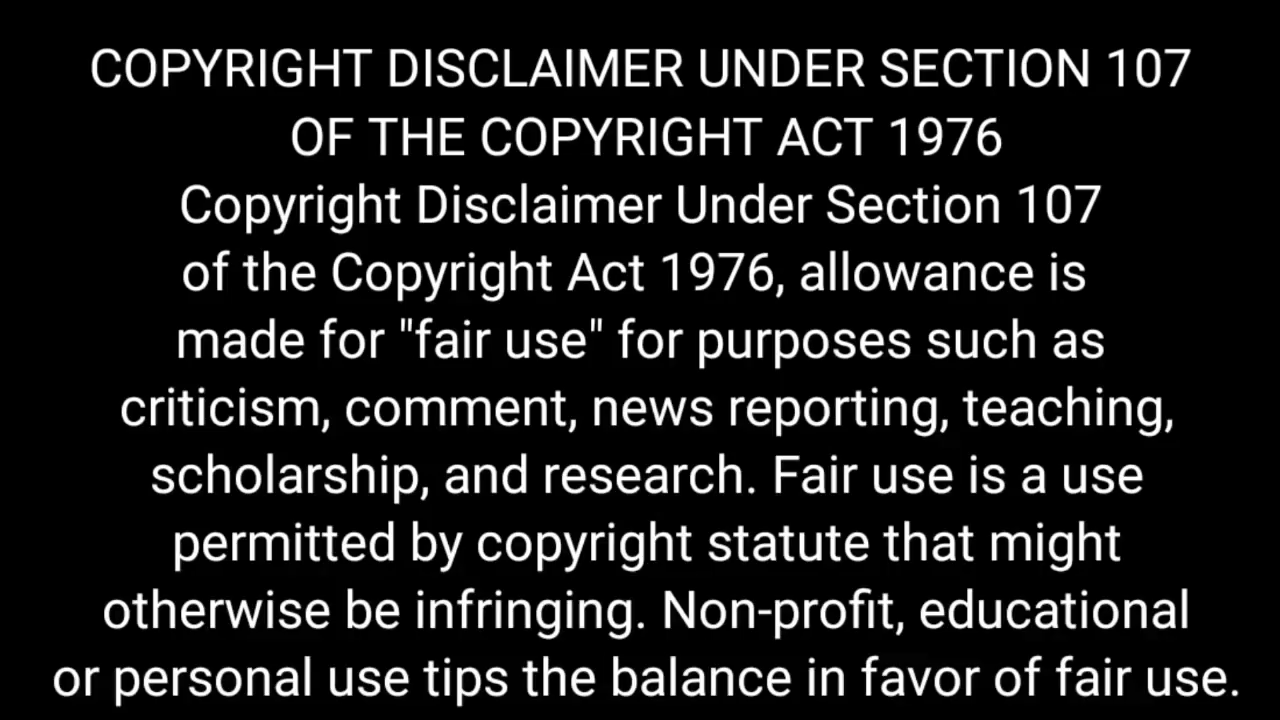 COPYRIGHT DISCLAIMER UNDER SECTION 107
OF THE COPYRIGHT ACT 1976
Copyright Disclaimer Under Section 107
of the Copyright Act 1976, allowance is
made for "fair use" for purposes such as
criticism, comment, news reporting, teaching,
scholarship, and research. Fair use is a use
permitted by copyright statute that might
otherwise be infringing. Non-profit, educational
or personal use tips the balance in favor of fair use.